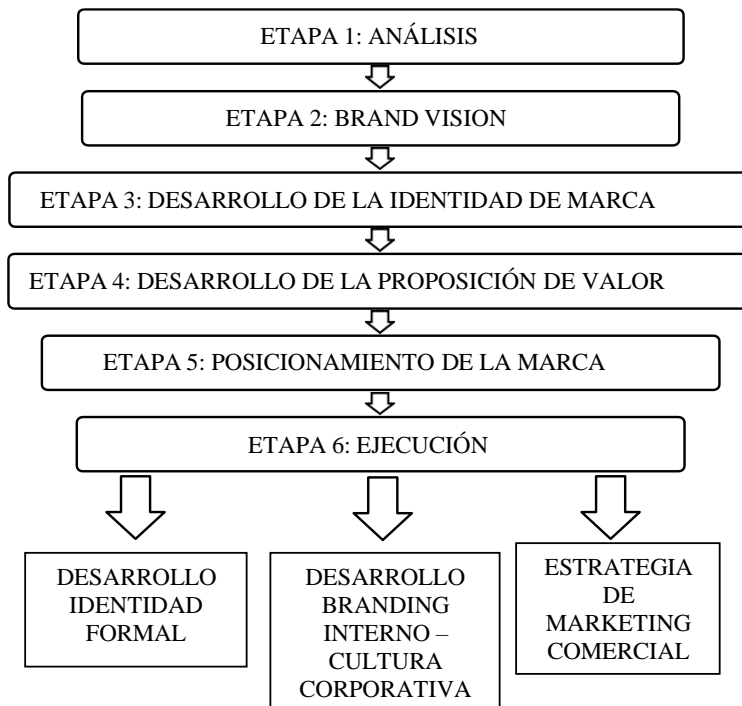 ETAPA 1: ANÁLISIS
ETAPA 2: BRAND VISION
ETAPA 3: DESARROLLO DE LA IDENTIDAD DE MARCA
ETAPA 4: DESARROLLO DE LA PROPOSICIÓN DE VALOR
ETAPA 5: POSICIONAMIENTO DE LA MARCA
ETAPA 6: EJECUCIÓN
DESARROLLO
IDENTIDAD
FORMAL
DESARROLLO
BRANDING
INTERNO –
CULTURA
CORPORATIVA
ESTRATEGIA
DE
MARKETING
COMERCIAL